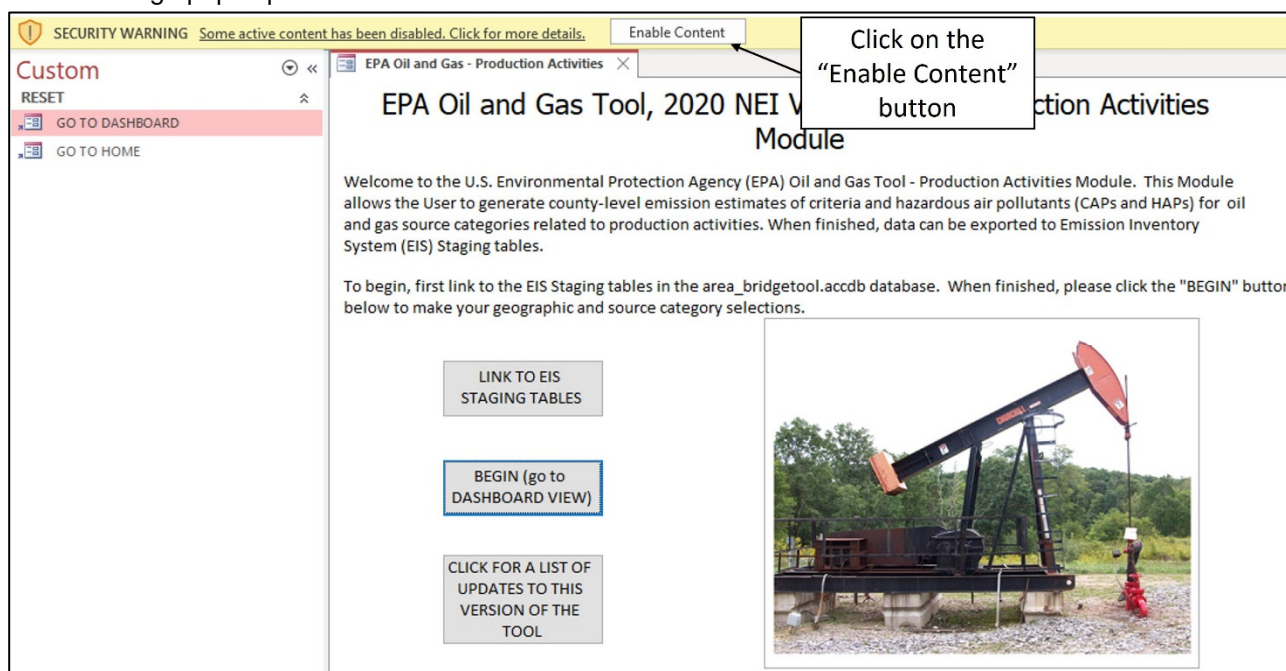 SECURITY WARNING Some active content has been disabled. Click for more details. Enable Content
Click on the
“Enable Content”
button
Custom
RESET
GO TO DASHBOARD
GO TO HOME
EPA Oil and Gas - Production Activities
EPA Oil and Gas Tool, 2020 NEI V ction Activities
Module
Welcome to the U.S. Environmental Protection Agency (EPA) Oil and Gas Tool - Production Activities Module. This Module
allows the User to generate county-level emission estimates of criteria and hazardous air pollutants (CAPs and HAPs) for oil
and gas source categories related to production activities. When finished, data can be exported to Emission Inventory
System (EIS) Staging tables.
To begin, first link to the EIS Staging tables in the area_bridgetool.accdb database. When finished, please click the "BEGIN" button
below to make your geographic and source category selections.
LINK TO EIS
STAGING TABLES
BEGIN (go to
DASHBOARD VIEW)
CLICK FOR A LIST OF
UPDATES TO THIS
VERSION OF THE
TOOL